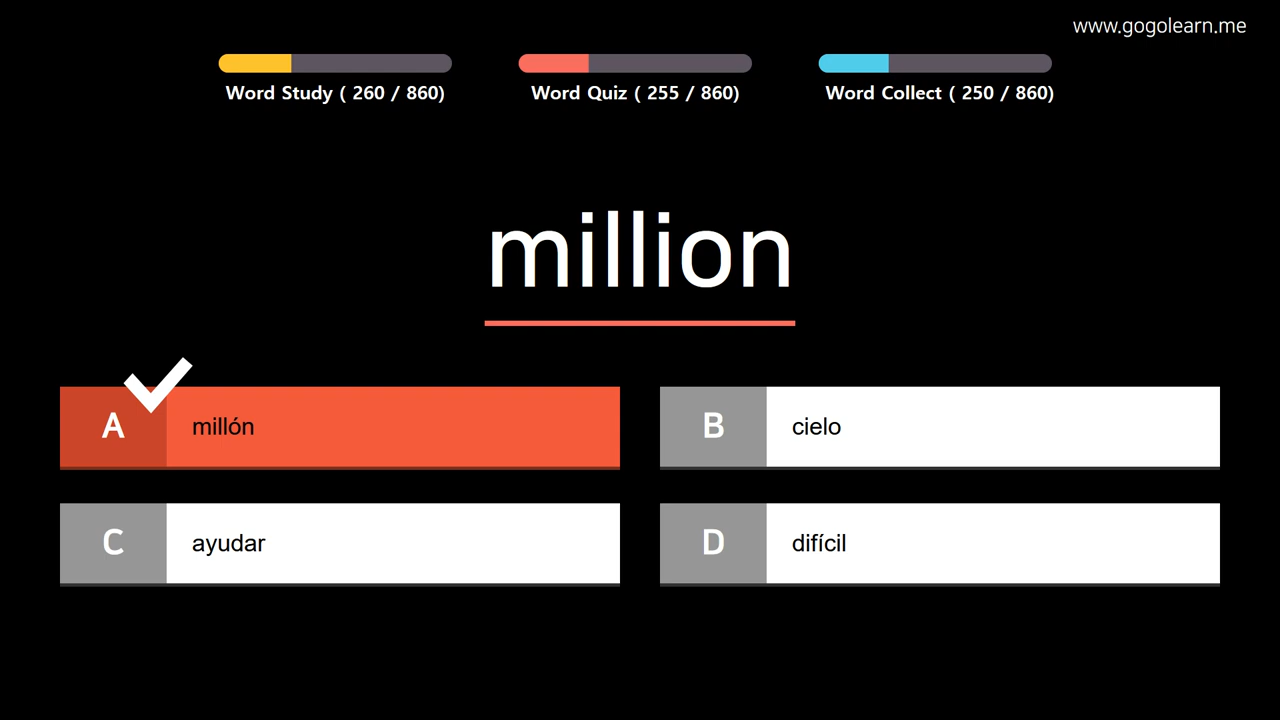 www.gogolearn.me
Word Study ( 260 / 860)
Word Quiz ( 255 / 860)
Word Collect ( 250 / 860)
million
A millón
B cielo
C ayudar
D difícil